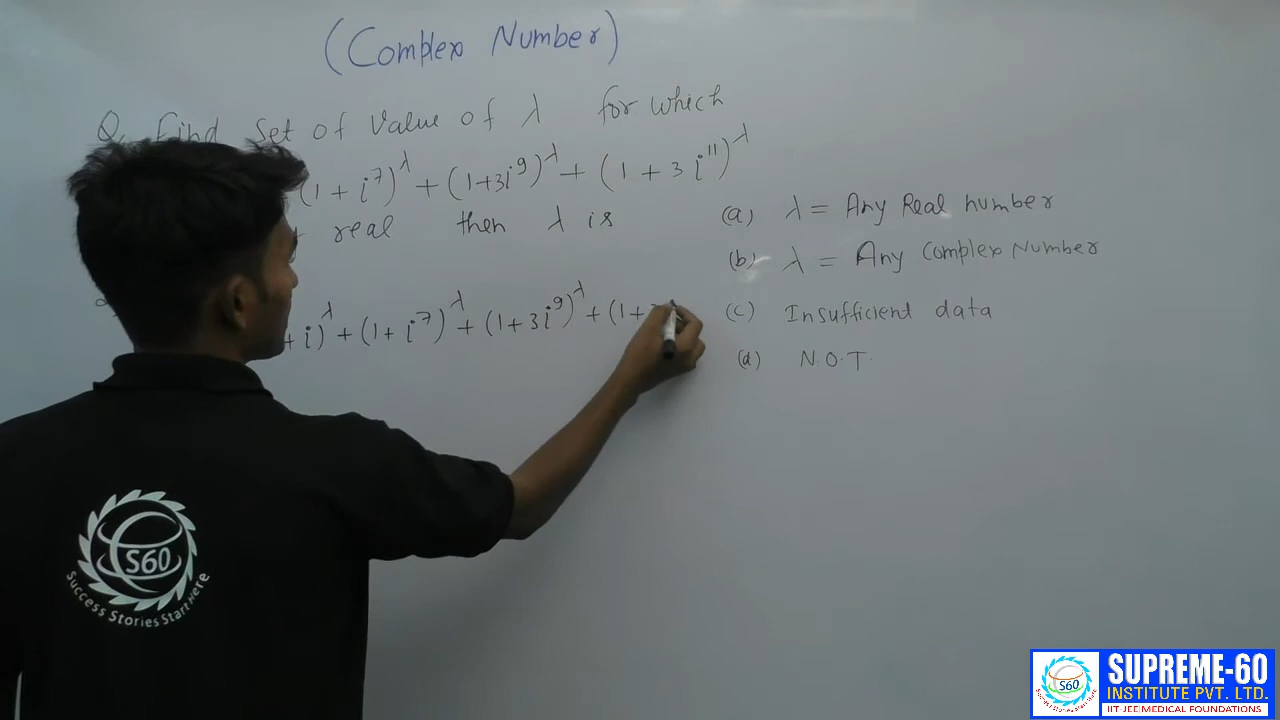 (Complex Number)
Q. Find Set of Value of λ for which
(1 + i⁷)^λ + (1+3i⁹)^λ + (1 + 3 i¹¹)^λ
real then λ is
(a) λ = Any Real number
(b) λ = Any Complex Number
+ i)^λ + (1+ i⁷)^λ + (1+3i⁹)^λ + (1+
(c) Insufficient data
(d) N.O.T.
S60
Success Stories Start Here
S60
SUPREME-60
INSTITUTE PVT. LTD.
IIT-JEE|MEDICAL FOUNDATIONS